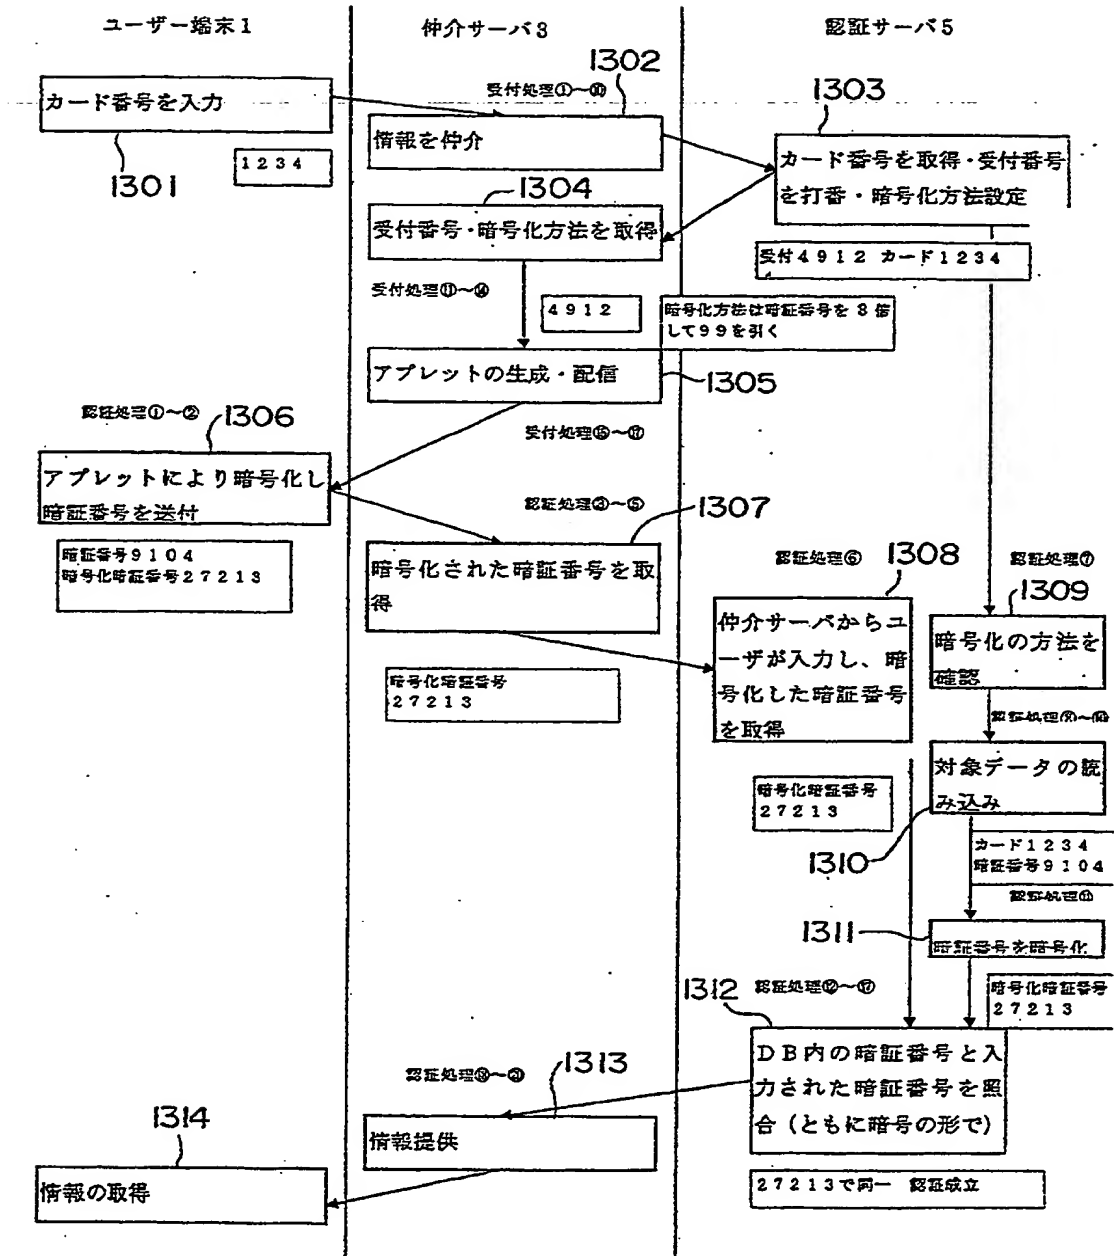 ユーザー端末1
仲介サーバ3
認証サーバ5
カード番号を入力
1301
1234
受付処理①~⑩
1302
情報を仲介
1303
カード番号を取得・受付番号
を打番・暗号化方法設定
受付4912 カード1234
1304
受付番号・暗号化方法を取得
受付処理⑪~⑭
4912
暗号化方法は暗証番号を3倍
して99を引く
アプレットの生成・配信
1305
受付処理⑮~⑰
認証処理①~②
1306
アプレットにより暗号化し
暗証番号を送付
暗証番号9104
暗号化暗証番号27213
認証処理③~⑤
1307
暗号化された暗証番号を取
得
暗号化暗証番号
27213
認証処理⑥
1308
仲介サーバからユ
ーザが入力し、暗
号化した暗証番号
を取得
暗号化暗証番号
27213
認証処理⑦
1309
暗号化の方法を
確認
認証処理⑧~⑩
対象データの読
み込み
1310
カード1234
暗証番号9104
認証処理⑪
1311
暗証番号を暗号化
暗号化暗証番号
27213
1312
認証処理⑫~⑰
DB内の暗証番号と入
力された暗証番号を照
合(ともに暗号の形で)
27213で同一 認証成立
認証処理⑱~⑳
1313
情報提供
1314
情報の取得